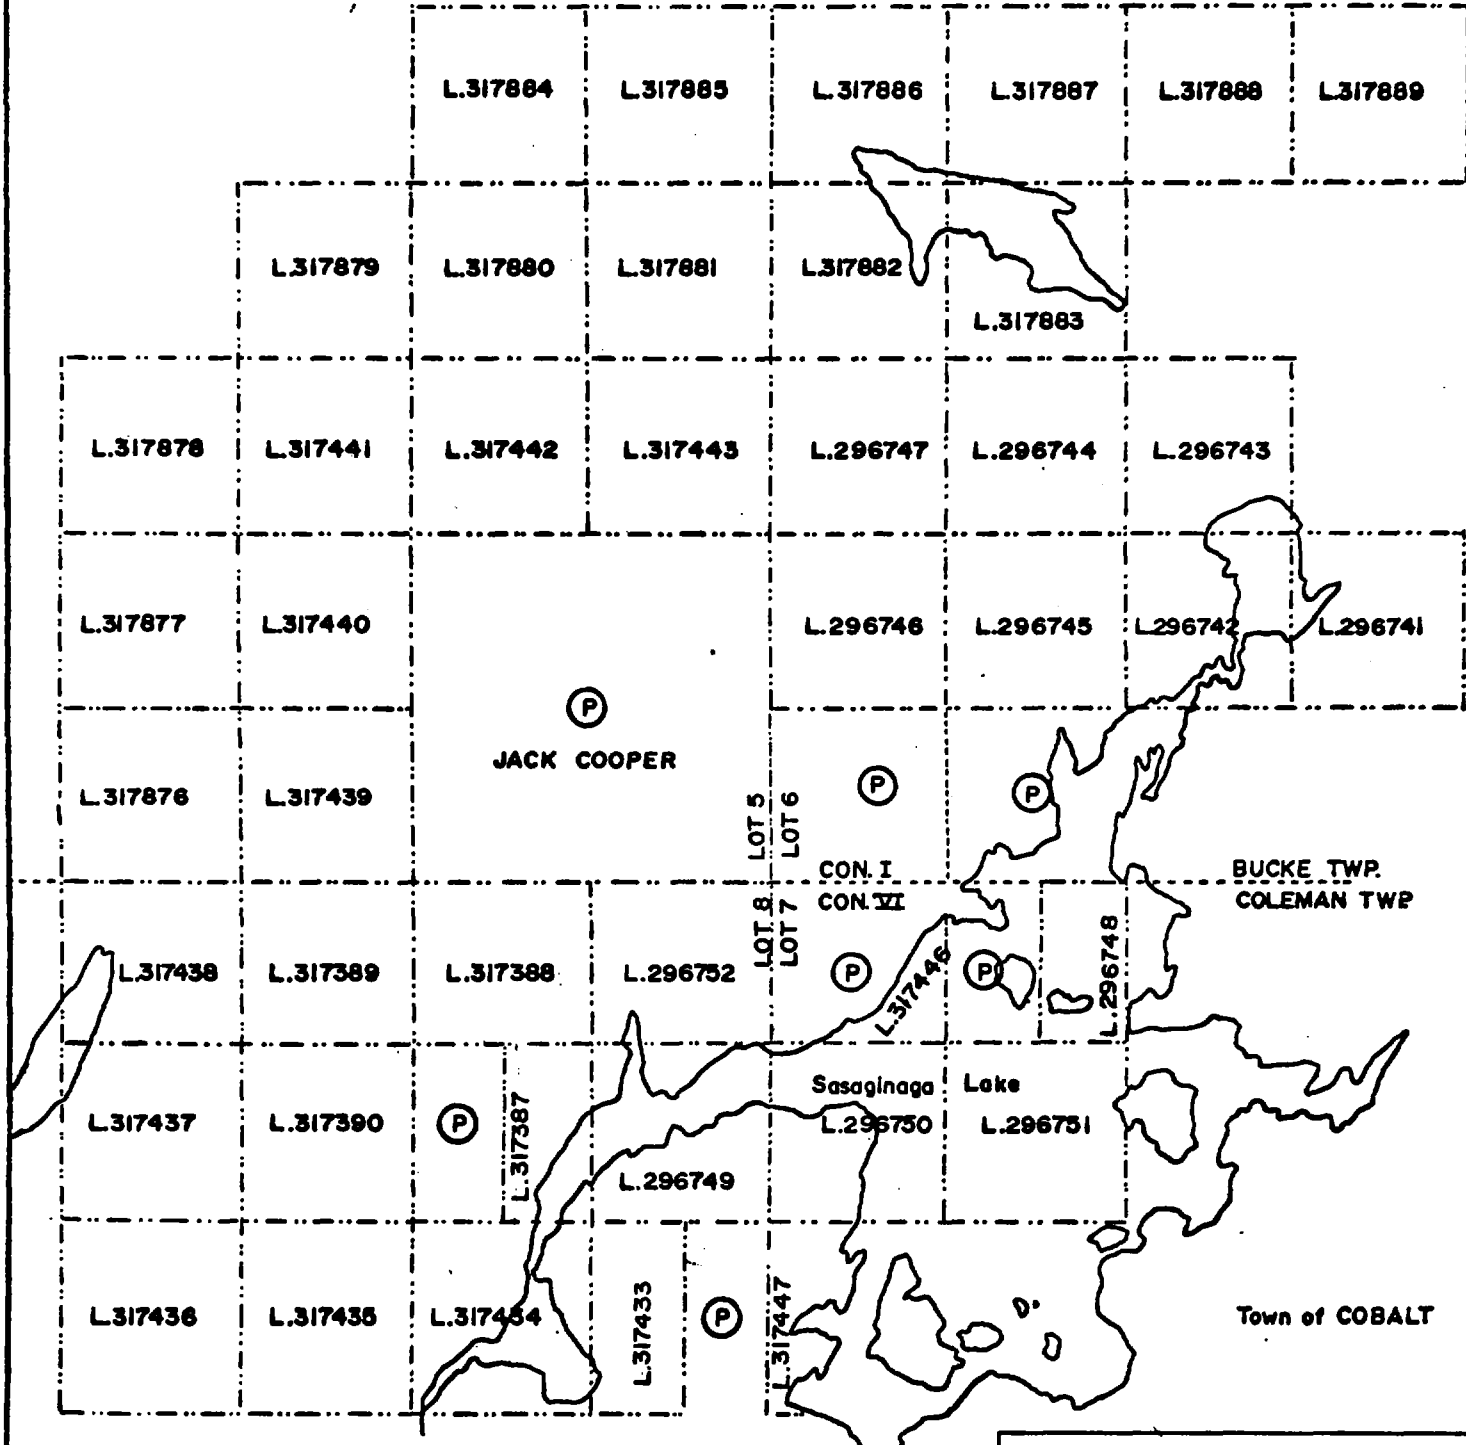 L.317884 L.317885 L.317886 L.317887 L.317888 L.317889
L.317879 L.317880 L.317881 L.317882
L.317883
L.317878 L.317441 L.317442 L.317443 L.296747 L.296744 L.296743
L.317877 L.317440 L.296746 L.296745 L.296742 L.296741
P
JACK COOPER
L.317876 L.317439 P P
LOT 5 LOT 6
CON. I
BUCKE TWP.
CON. VI
COLEMAN TWP
LOT 8 LOT 7
L.317438 L.317389 L.317388 L.296752 P L.317446 P L.296748
Sasaginaga Lake
L.317437 L.317390 P L.317387 L.296750 L.296751
L.296749
L.317436 L.317435 L.317434 L.317433 P L.317447 Town of COBALT